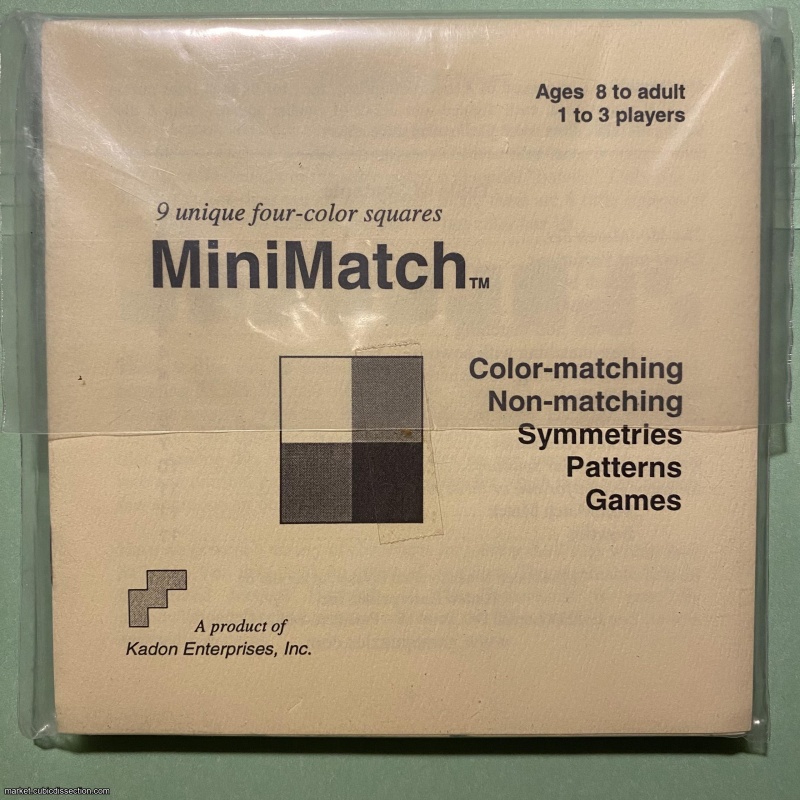 Ages 8 to adult
1 to 3 players
9 unique four-color squares
MiniMatch™
Color-matching
Non-matching
Symmetries
Patterns
Games
A product of
Kadon Enterprises, Inc.
market.cubicdissection.com